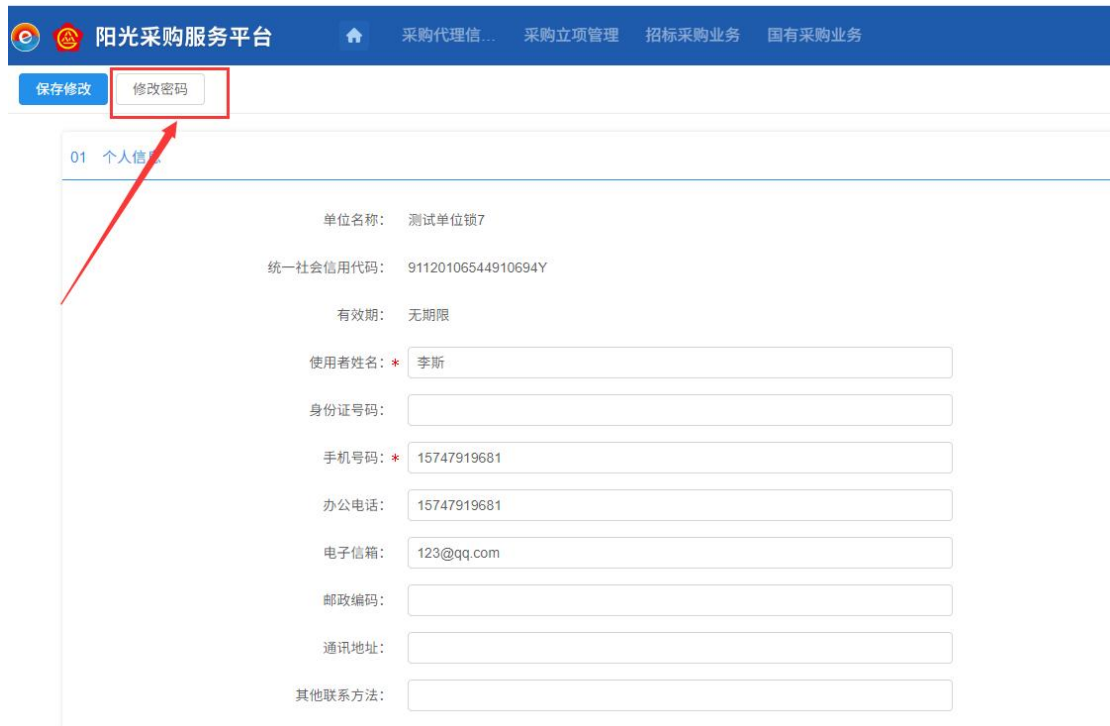 阳光采购服务平台 采购代理信... 采购立项管理 招标采购业务 国有采购业务
保存修改 修改密码
01 个人信息
单位名称： 测试单位锁7
统一社会信用代码： 91120106544910694Y
有效期： 无期限
使用者姓名：* 李斯
身份证号码：
手机号码：* 15747919681
办公电话： 15747919681
电子信箱： 123@qq.com
邮政编码：
通讯地址：
其他联系方法：